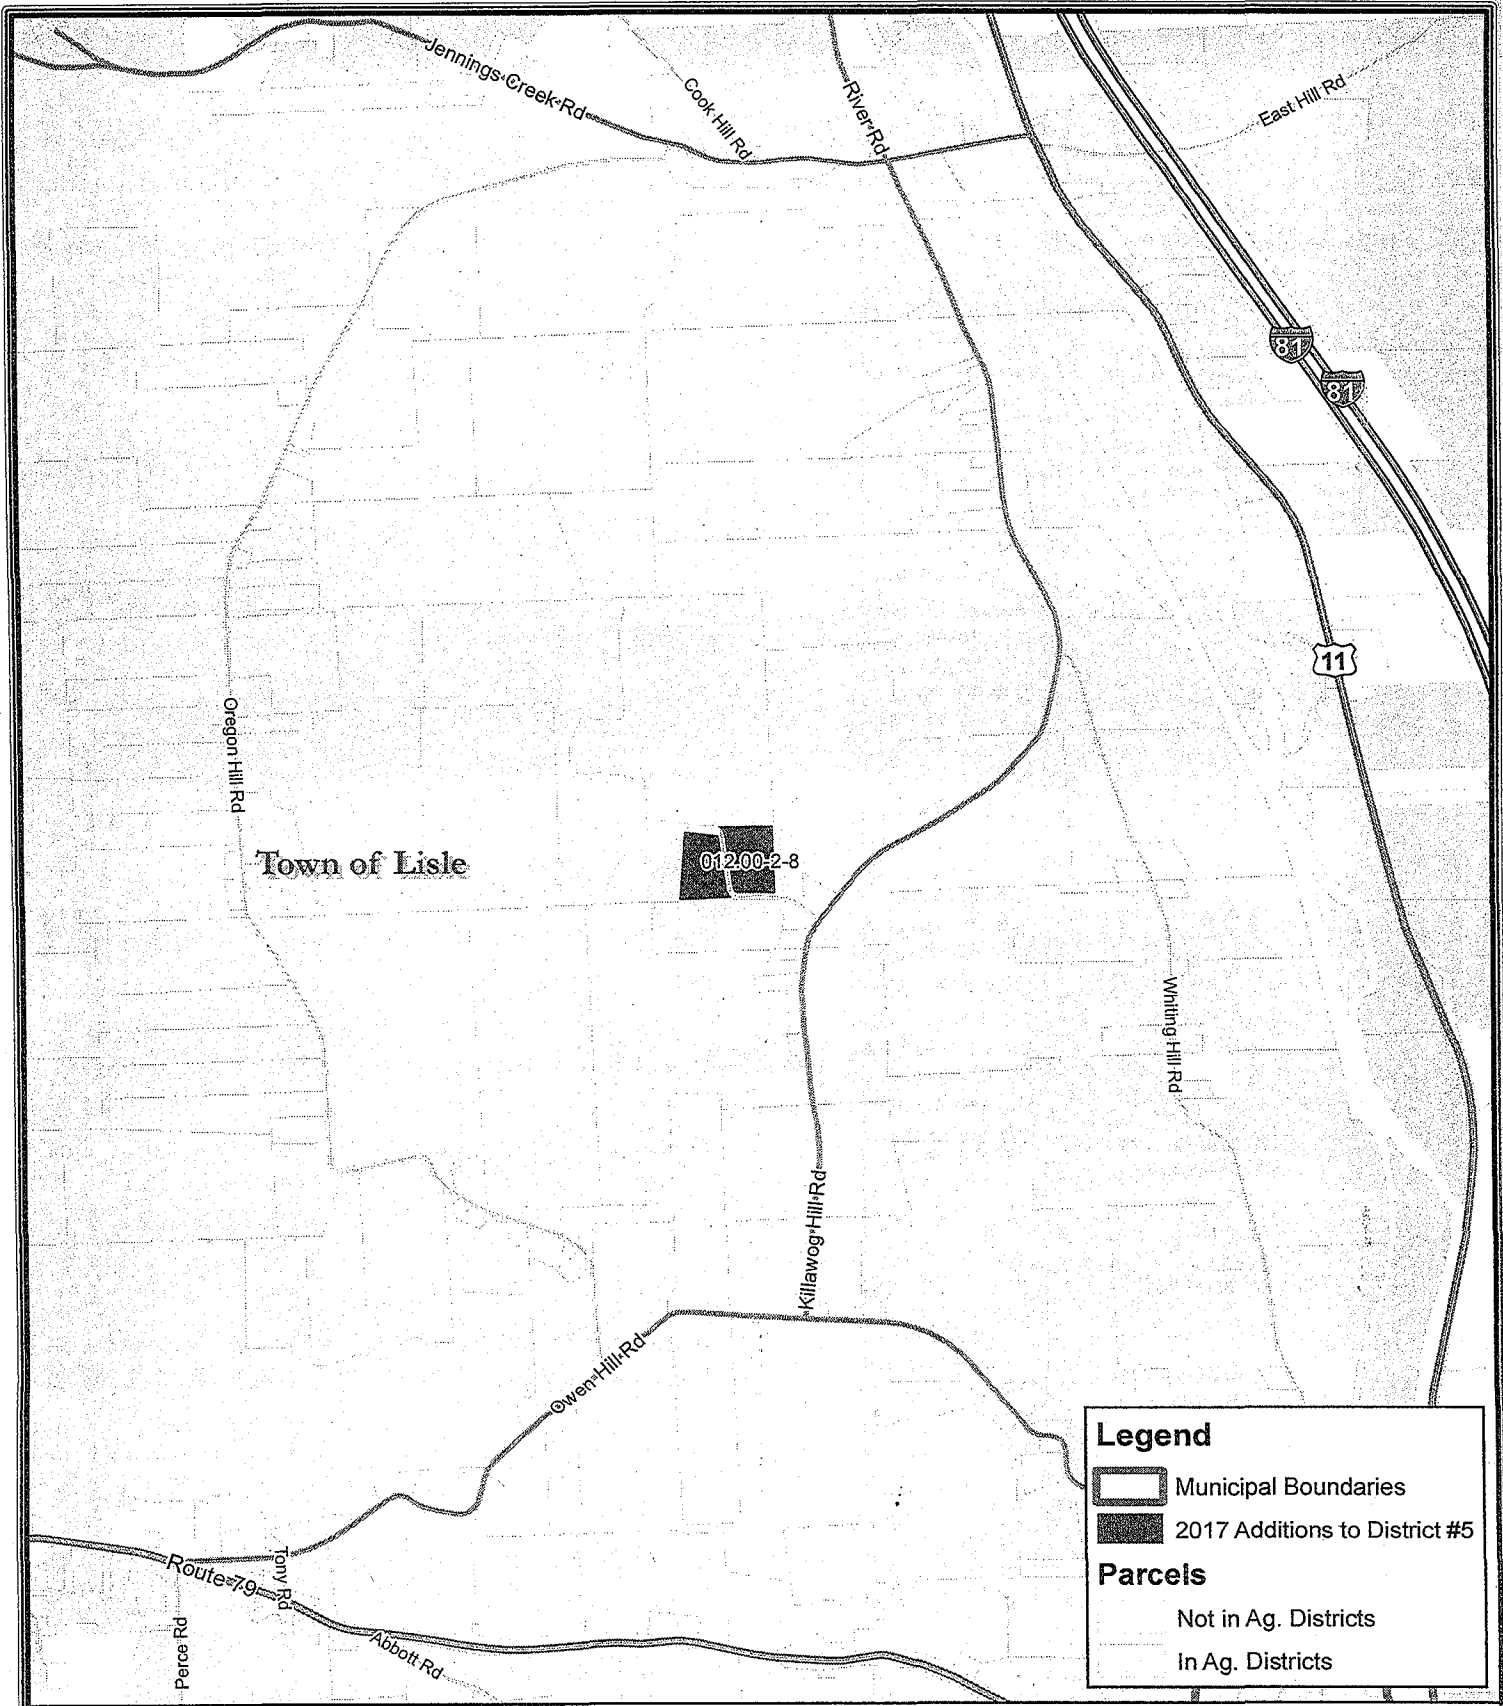 Jennings Creek Rd
Cook Hill Rd
River Rd
East Hill Rd
81
81
11
Oregon Hill Rd
Town of Lisle
012.00-2-8
Whiting Hill Rd
Killawog Hill Rd
Owen Hill Rd
Route 79
Tony Rd
Perce Rd
Abbott Rd
Legend
Municipal Boundaries
2017 Additions to District #5
Parcels
Not in Ag. Districts
In Ag. Districts